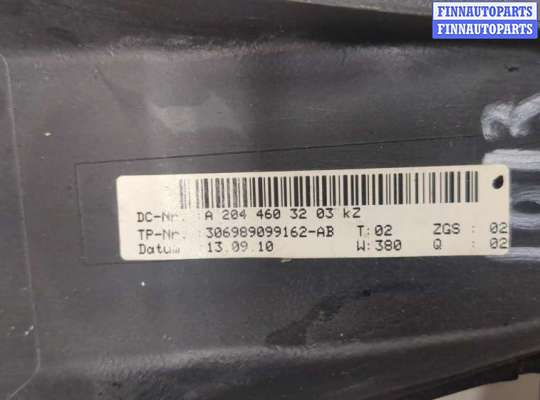 FINNAUTOPARTS
FINNAUTOPARTS
DC-Nr. :A 204 460 32 03 kZ
TP-Nr. :306989099162-AB T:02 ZGS : 02
Datum :13.09.10 W:380 Q : 02